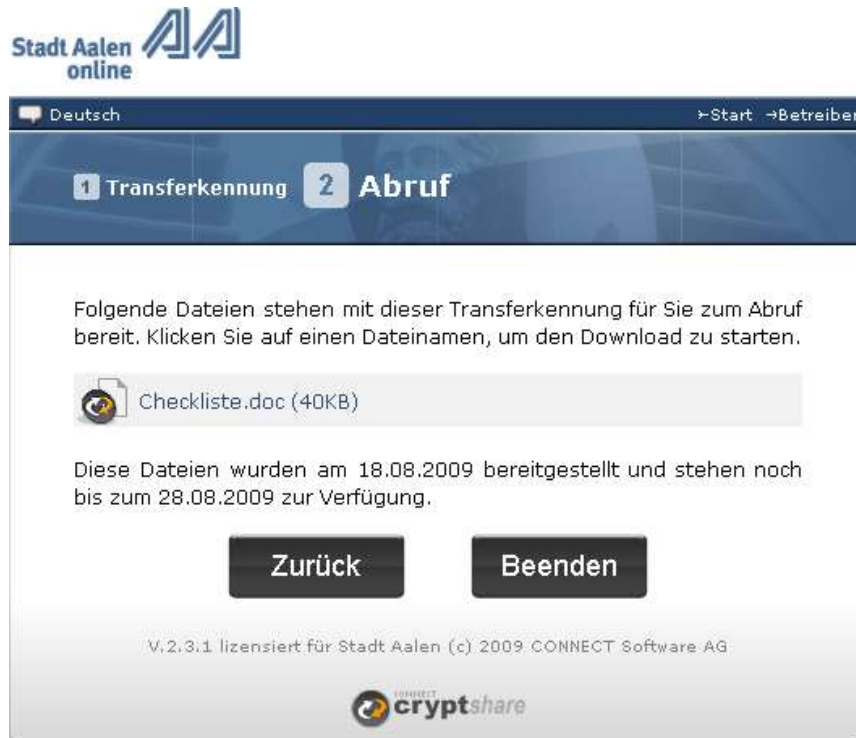 Stadt Aalen
online
Deutsch Start Betreiber
1 Transferkennung 2 Abruf
Folgende Dateien stehen mit dieser Transferkennung für Sie zum Abruf
bereit. Klicken Sie auf einen Dateinamen, um den Download zu starten.
Checkliste.doc (40KB)
Diese Dateien wurden am 18.08.2009 bereitgestellt und stehen noch
bis zum 28.08.2009 zur Verfügung.
Zurück Beenden
V.2.3.1 lizensiert für Stadt Aalen (c) 2009 CONNECT Software AG
CONNECT
cryptshare